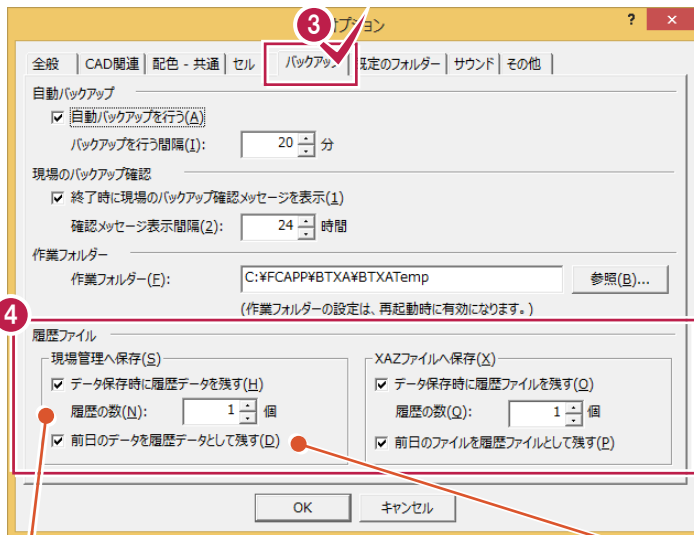 3
プション
? ×
全般 CAD関連 配色 - 共通 セル バックアップ 既定のフォルダー サウンド その他
自動バックアップ
自動バックアップを行う(A)
バックアップを行う間隔(I): 20 分
現場のバックアップ確認
終了時に現場のバックアップ確認メッセージを表示(1)
確認メッセージ表示間隔(2): 24 時間
作業フォルダー
作業フォルダー(F): C:¥FCAPP¥BTXA¥BTXATemp 参照(B)...
(作業フォルダーの設定は、再起動時に有効になります。)
4
履歴ファイル
現場管理へ保存(S)
データ保存時に履歴データを残す(H)
履歴の数(N): 1 個
前日のデータを履歴データとして残す(D)
XAZファイルへ保存(X)
データ保存時に履歴ファイルを残す(O)
履歴の数(Q): 1 個
前日のファイルを履歴ファイルとして残す(P)
OK キャンセル